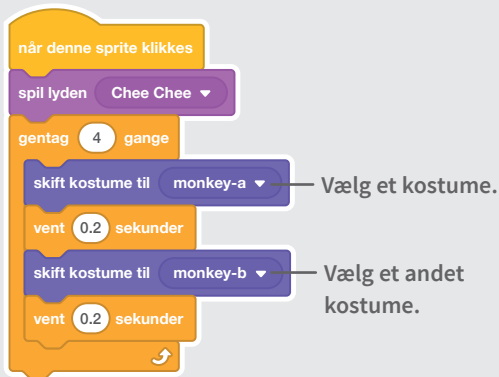 når denne sprite klikkes
spil lyden Chee Chee
gentag 4 gange
skift kostume til monkey-a
Vælg et kostume.
vent 0.2 sekunder
skift kostume til monkey-b
Vælg et andet
kostume.
vent 0.2 sekunder